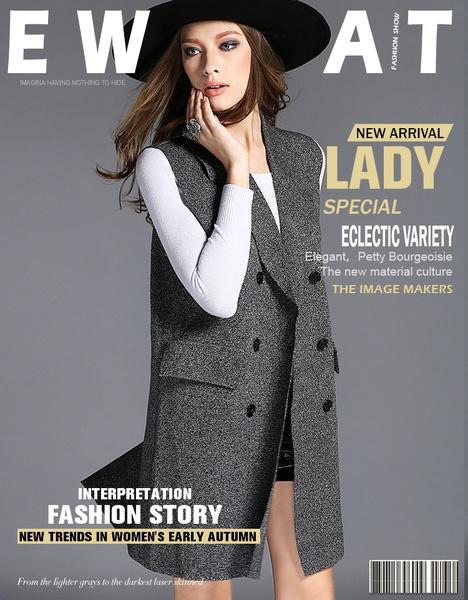 EW AT
FASHION SHOW
IMAGINA HAVING NOTHING TO HIDE
NEW ARRIVAL
LADY
SPECIAL
ECLECTIC VARIETY
Elegant, Petty Bourgeoisie
The new material culture
THE IMAGE MAKERS
INTERPRETATION
FASHION STORY
NEW TRENDS IN WOMEN'S EARLY AUTUMN
From the lighter grays to the darkest laser skinned